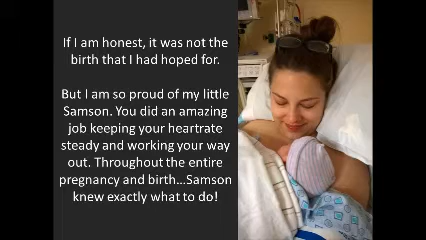 If I am honest, it was not the
birth that I had hoped for.
But I am so proud of my little
Samson. You did an amazing
job keeping your heartrate
steady and working your way
out. Throughout the entire
pregnancy and birth…Samson
knew exactly what to do!